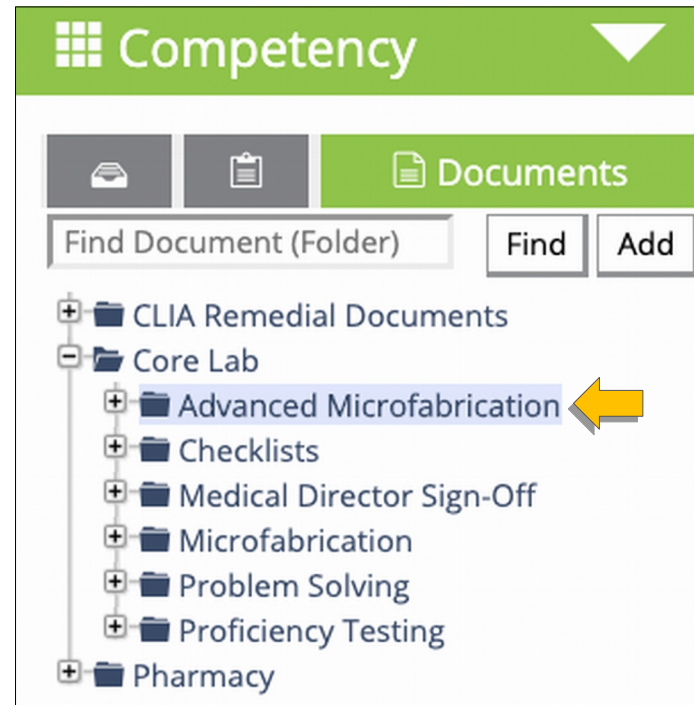 Competency
Documents
Find Document (Folder)
Find
Add
CLIA Remedial Documents
Core Lab
Advanced Microfabrication
Checklists
Medical Director Sign-Off
Microfabrication
Problem Solving
Proficiency Testing
Pharmacy